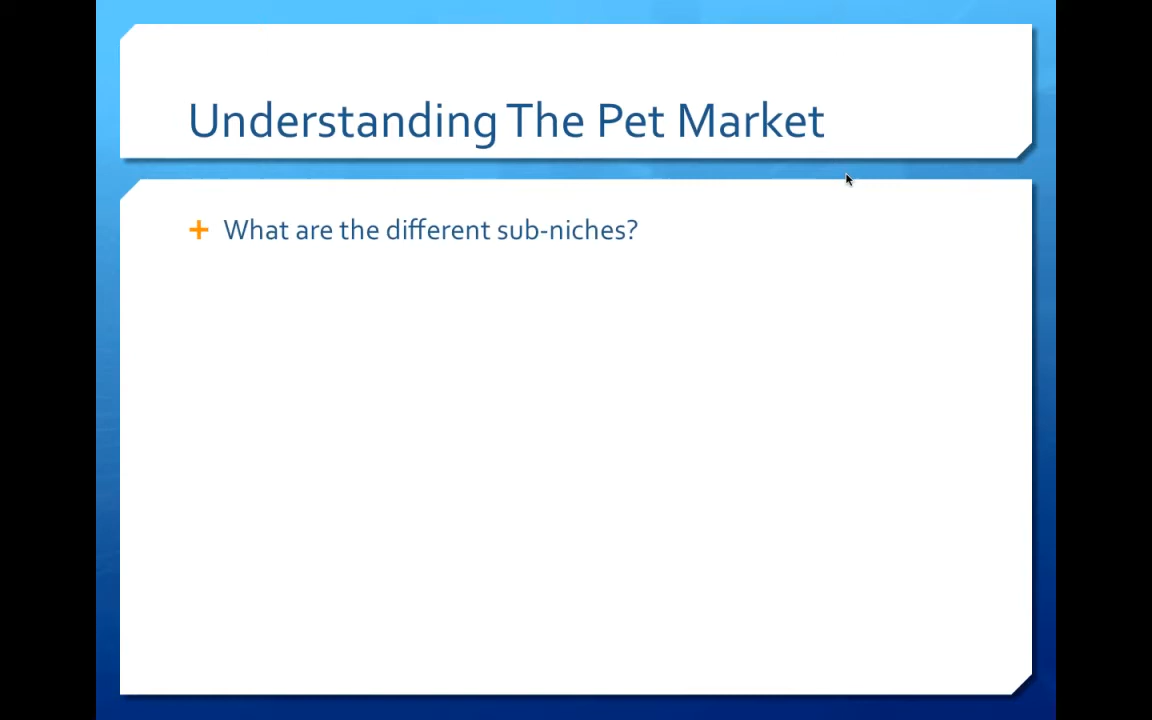 Understanding The Pet Market
What are the different sub-niches?